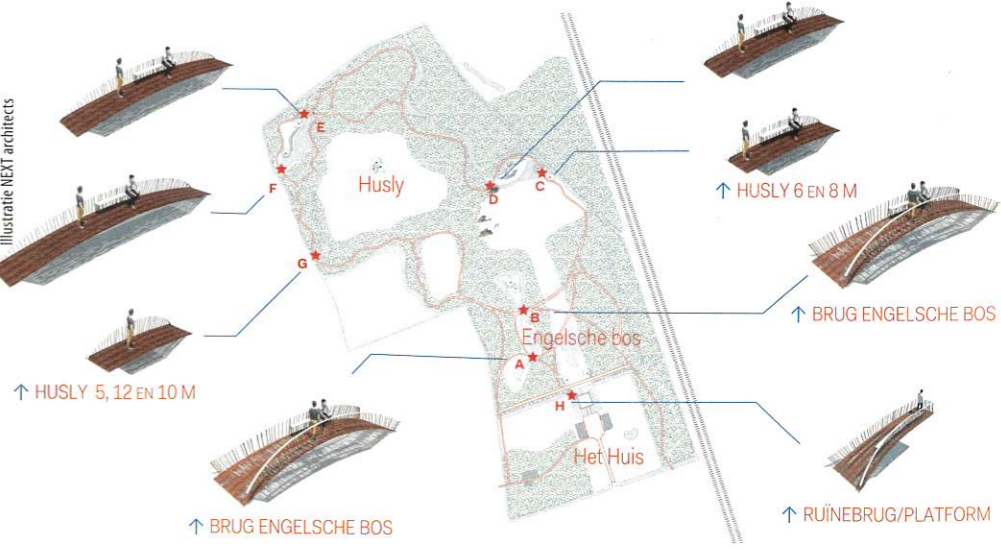 Illustratie NEXT architects
E
F
Husly
D
C
G
↑ HUSLY 6 EN 8 M
B
↑ BRUG ENGELSCHE BOS
Engelsche bos
A
↑ HUSLY 5, 12 EN 10 M
H
Het Huis
↑ BRUG ENGELSCHE BOS
↑ RUÏNEBRUG/PLATFORM